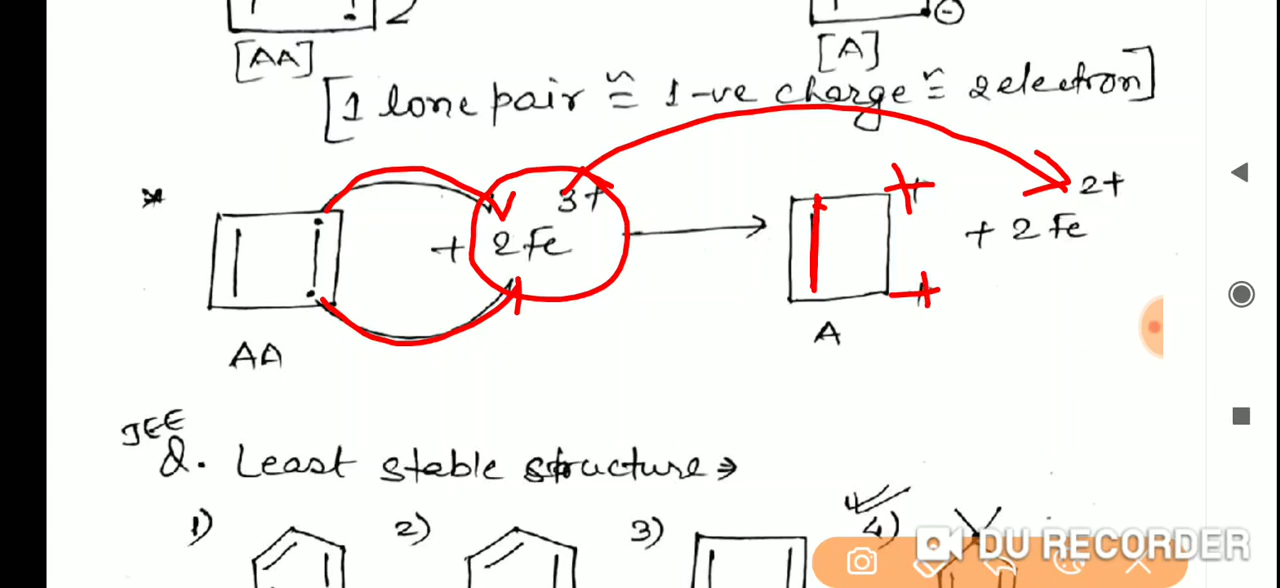 [AA]
[A]
[1 lone pair ≅ 1-ve charge ≅ 2electron]
* + 2Fe 3+ + 2Fe 2+
AA
A
JEE
Q. Least stable structure ⇒
1) 2) 3) 4)
DU RECORDER